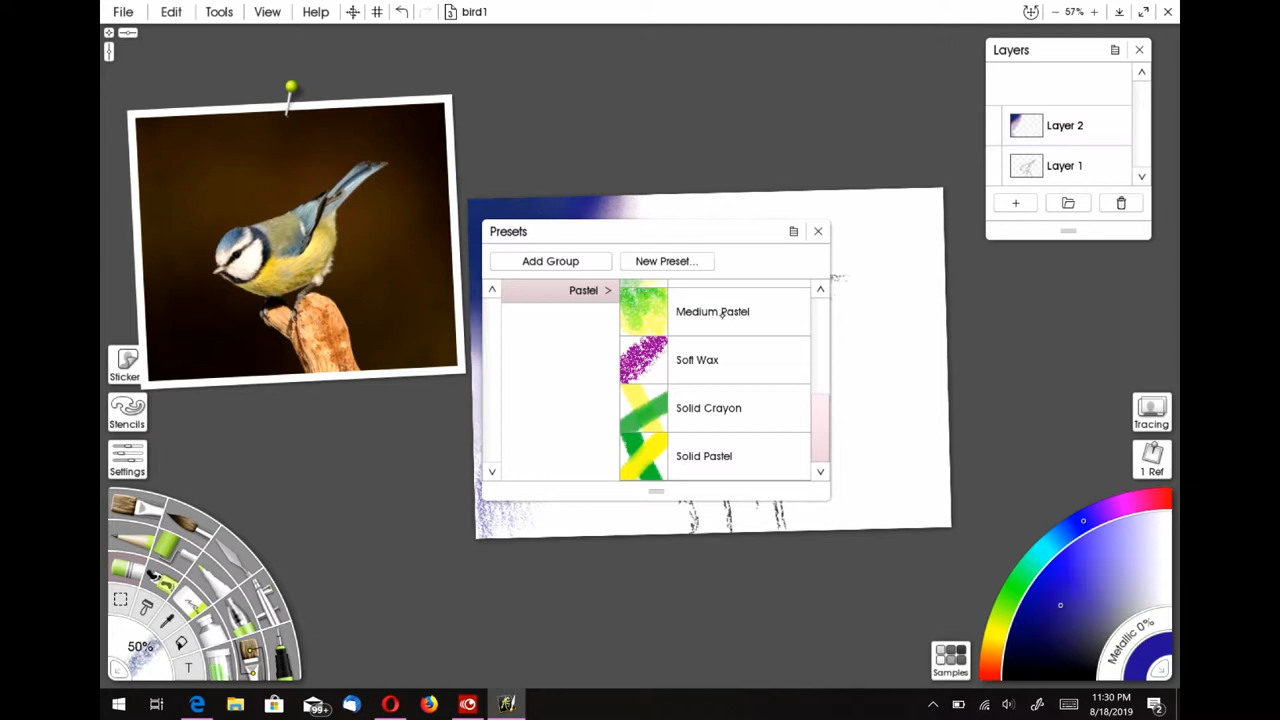 File Edit Tools View Help bird1 57%
Layers
Layer 2
Layer 1
Presets
Add Group New Preset...
Pastel >
Medium Pastel
Soft Wax
Solid Crayon
Solid Pastel
Sticker
Stencils
Settings
50%
T
Tracing
1 Ref
Metallic 0%
Samples
99+
11:30 PM
8/18/2019
2